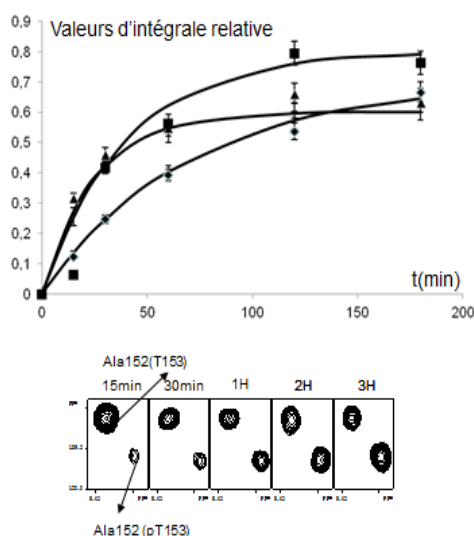 Valeurs d’intégrale relative
0,9
0,8
0,7
0,6
0,5
0,4
0,3
0,2
0,1
0
t(min)
0 50 100 150 200
Ala152(T153)
15min 30min 1H 2H 3H
Ala152(pT153)